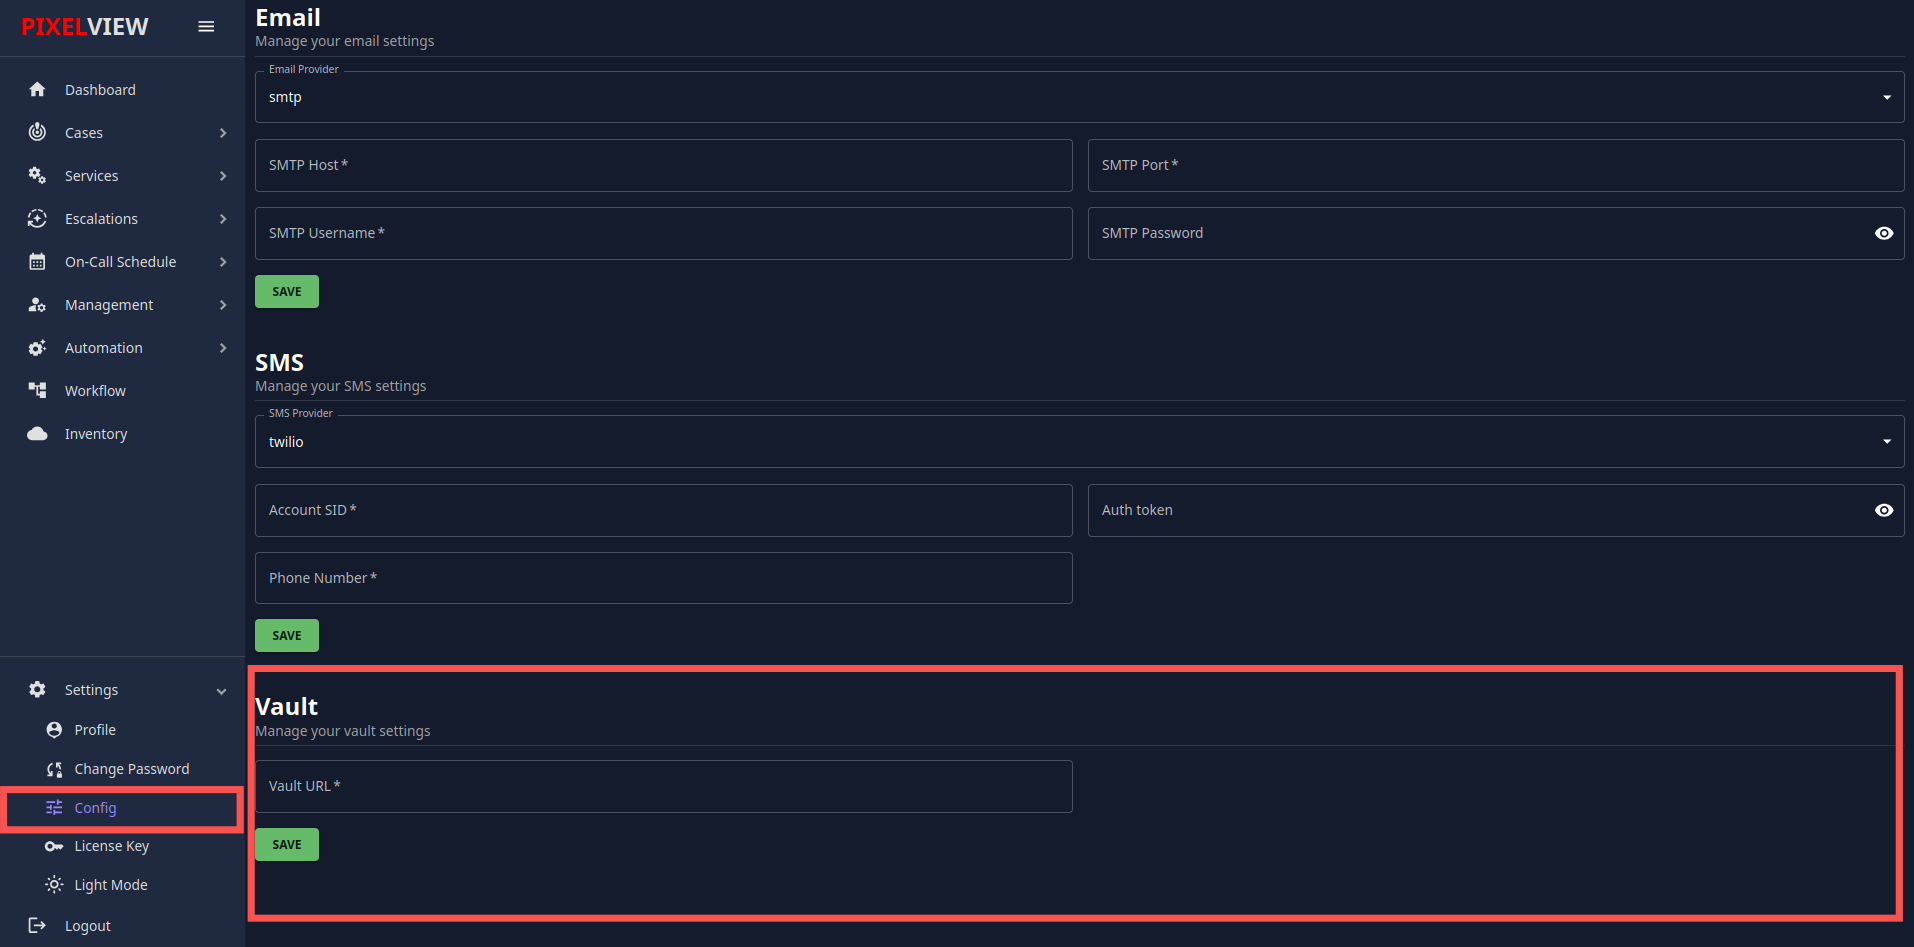 PIXELVIEW
Dashboard
Cases
Services
Escalations
On-Call Schedule
Management
Automation
Workflow
Inventory
Settings
Profile
Change Password
Config
License Key
Light Mode
Logout
Email
Manage your email settings
Email Provider
smtp
SMTP Host *
SMTP Port *
SMTP Username *
SMTP Password
SAVE
SMS
Manage your SMS settings
SMS Provider
twilio
Account SID *
Auth token
Phone Number *
SAVE
Vault
Manage your vault settings
Vault URL *
SAVE